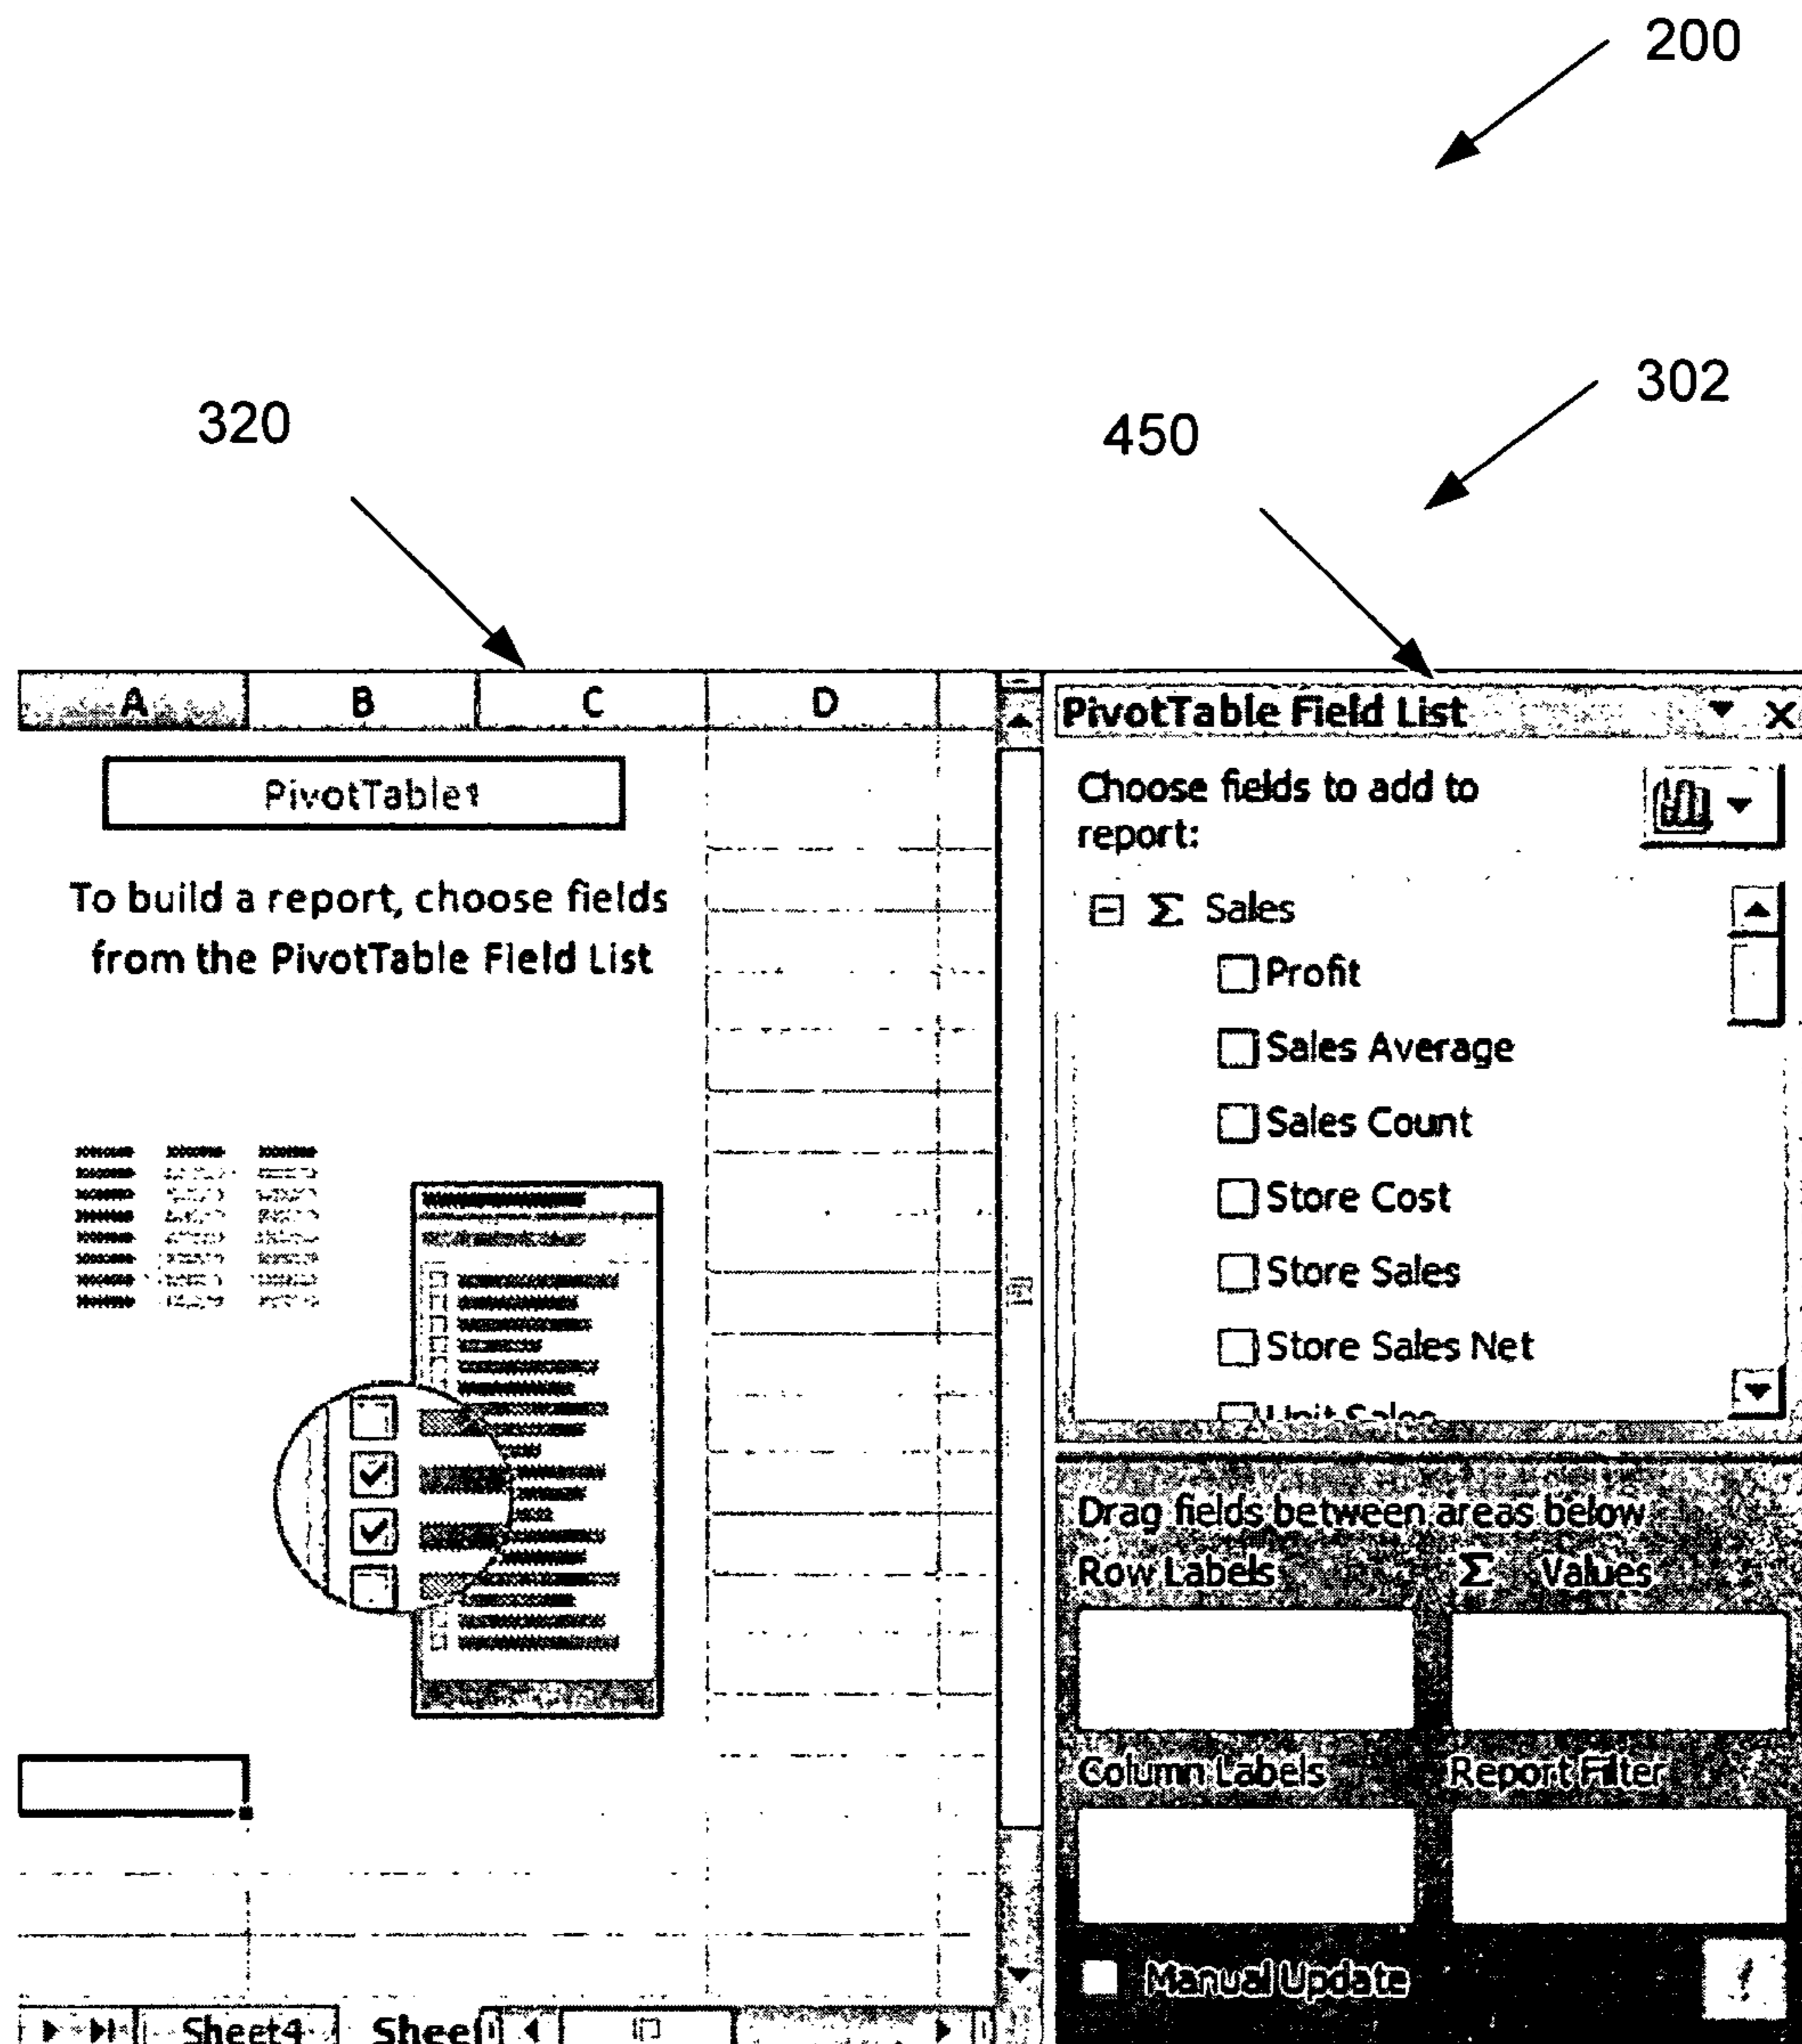 200
302
320
450
A B C D
PivotTable1
To build a report, choose fields
from the PivotTable Field List
Sheet4
PivotTable Field List
Choose fields to add to
report:
Σ Sales
Profit
Sales Average
Sales Count
Store Cost
Store Sales
Store Sales Net
Unit Sales
Drag fields between areas below
Row Labels Σ Values
Column Labels Report Filter
Manual Update